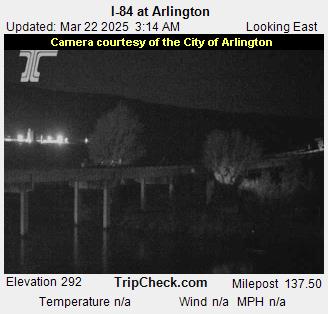 I-84 at Arlington
Updated: Mar 22 2025 3:14 AM Looking East
Camera courtesy of the City of Arlington
Elevation 292 TripCheck.com Milepost 137.50
Temperature n/a Wind n/a MPH n/a